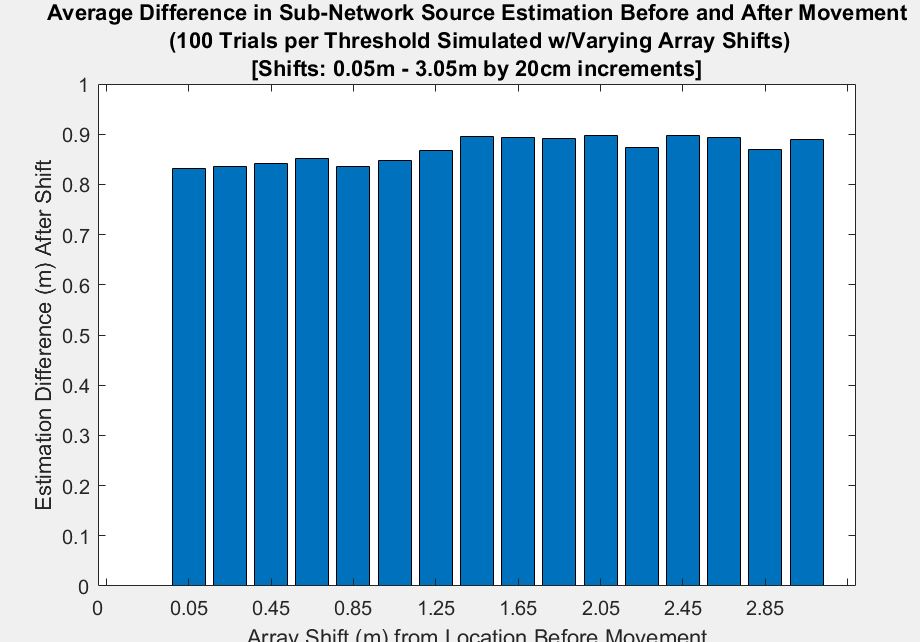 Average Difference in Sub-Network Source Estimation Before and After Movement
(100 Trials per Threshold Simulated w/Varying Array Shifts)
[Shifts: 0.05m - 3.05m by 20cm increments]
Estimation Difference (m) After Shift
1
0.9
0.8
0.7
0.6
0.5
0.4
0.3
0.2
0.1
0
0 0.05 0.45 0.85 1.25 1.65 2.05 2.45 2.85
Array Shift (m) from Location Before Movement